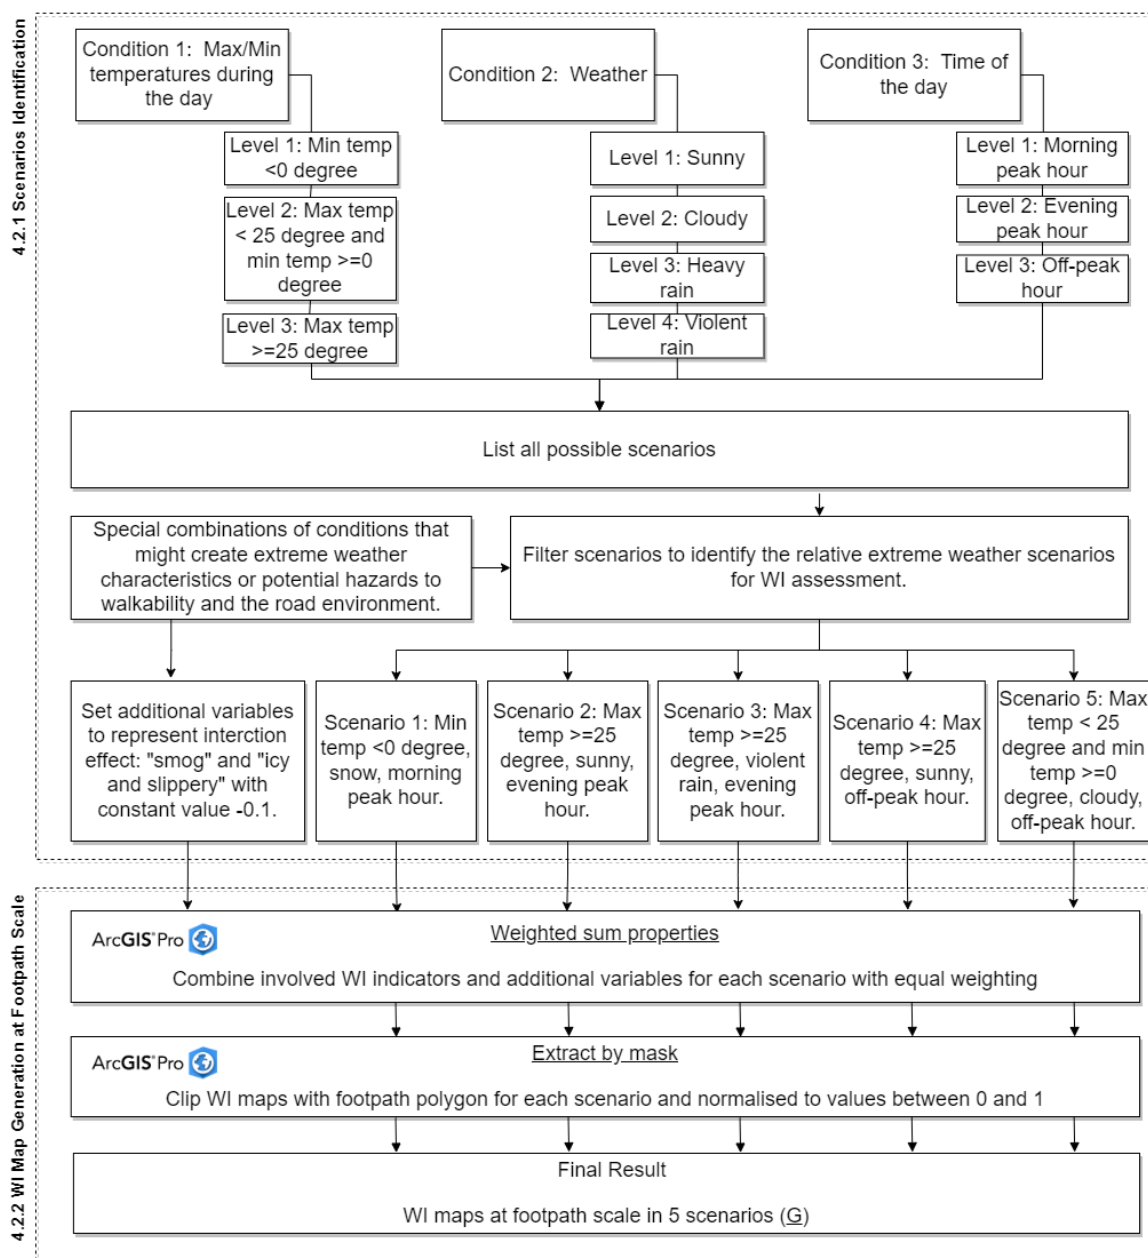 4.2.1 Scenarios Identification
Condition 1:  Max/Min
temperatures during
the day
Level 1: Min temp
<0 degree
Level 2: Max temp
< 25 degree and
min temp >=0
degree
Level 3: Max temp
>=25 degree
Condition 2:  Weather
Level 1: Sunny
Level 2: Cloudy
Level 3: Heavy
rain
Level 4: Violent
rain
Condition 3:  Time of
the day
Level 1: Morning
peak hour
Level 2: Evening
peak hour
Level 3: Off-peak
hour
List all possible scenarios
Special combinations of conditions that
might create extreme weather
characteristics or potential hazards to
walkability and the road environment.
Filter scenarios to identify the relative extreme weather scenarios
for WI assessment.
Set additional variables
to represent interction
effect: "smog" and "icy
and slippery" with
constant value -0.1.
Scenario 1: Min
temp <0 degree,
snow, morning
peak hour.
Scenario 2: Max
temp >=25
degree, sunny,
evening peak
hour.
Scenario 3: Max
temp >=25
degree, violent
rain, evening
peak hour.
Scenario 4: Max
temp >=25
degree, sunny,
off-peak hour.
Scenario 5: Max
temp < 25
degree and min
temp >=0
degree, cloudy,
off-peak hour.
4.2.2 WI Map Generation at Footpath Scale
ArcGIS Pro
Weighted sum properties
Combine involved WI indicators and additional variables for each scenario with equal weighting
ArcGIS Pro
Extract by mask
Clip WI maps with footpath polygon for each scenario and normalised to values between 0 and 1
Final Result
WI maps at footpath scale in 5 scenarios (G)